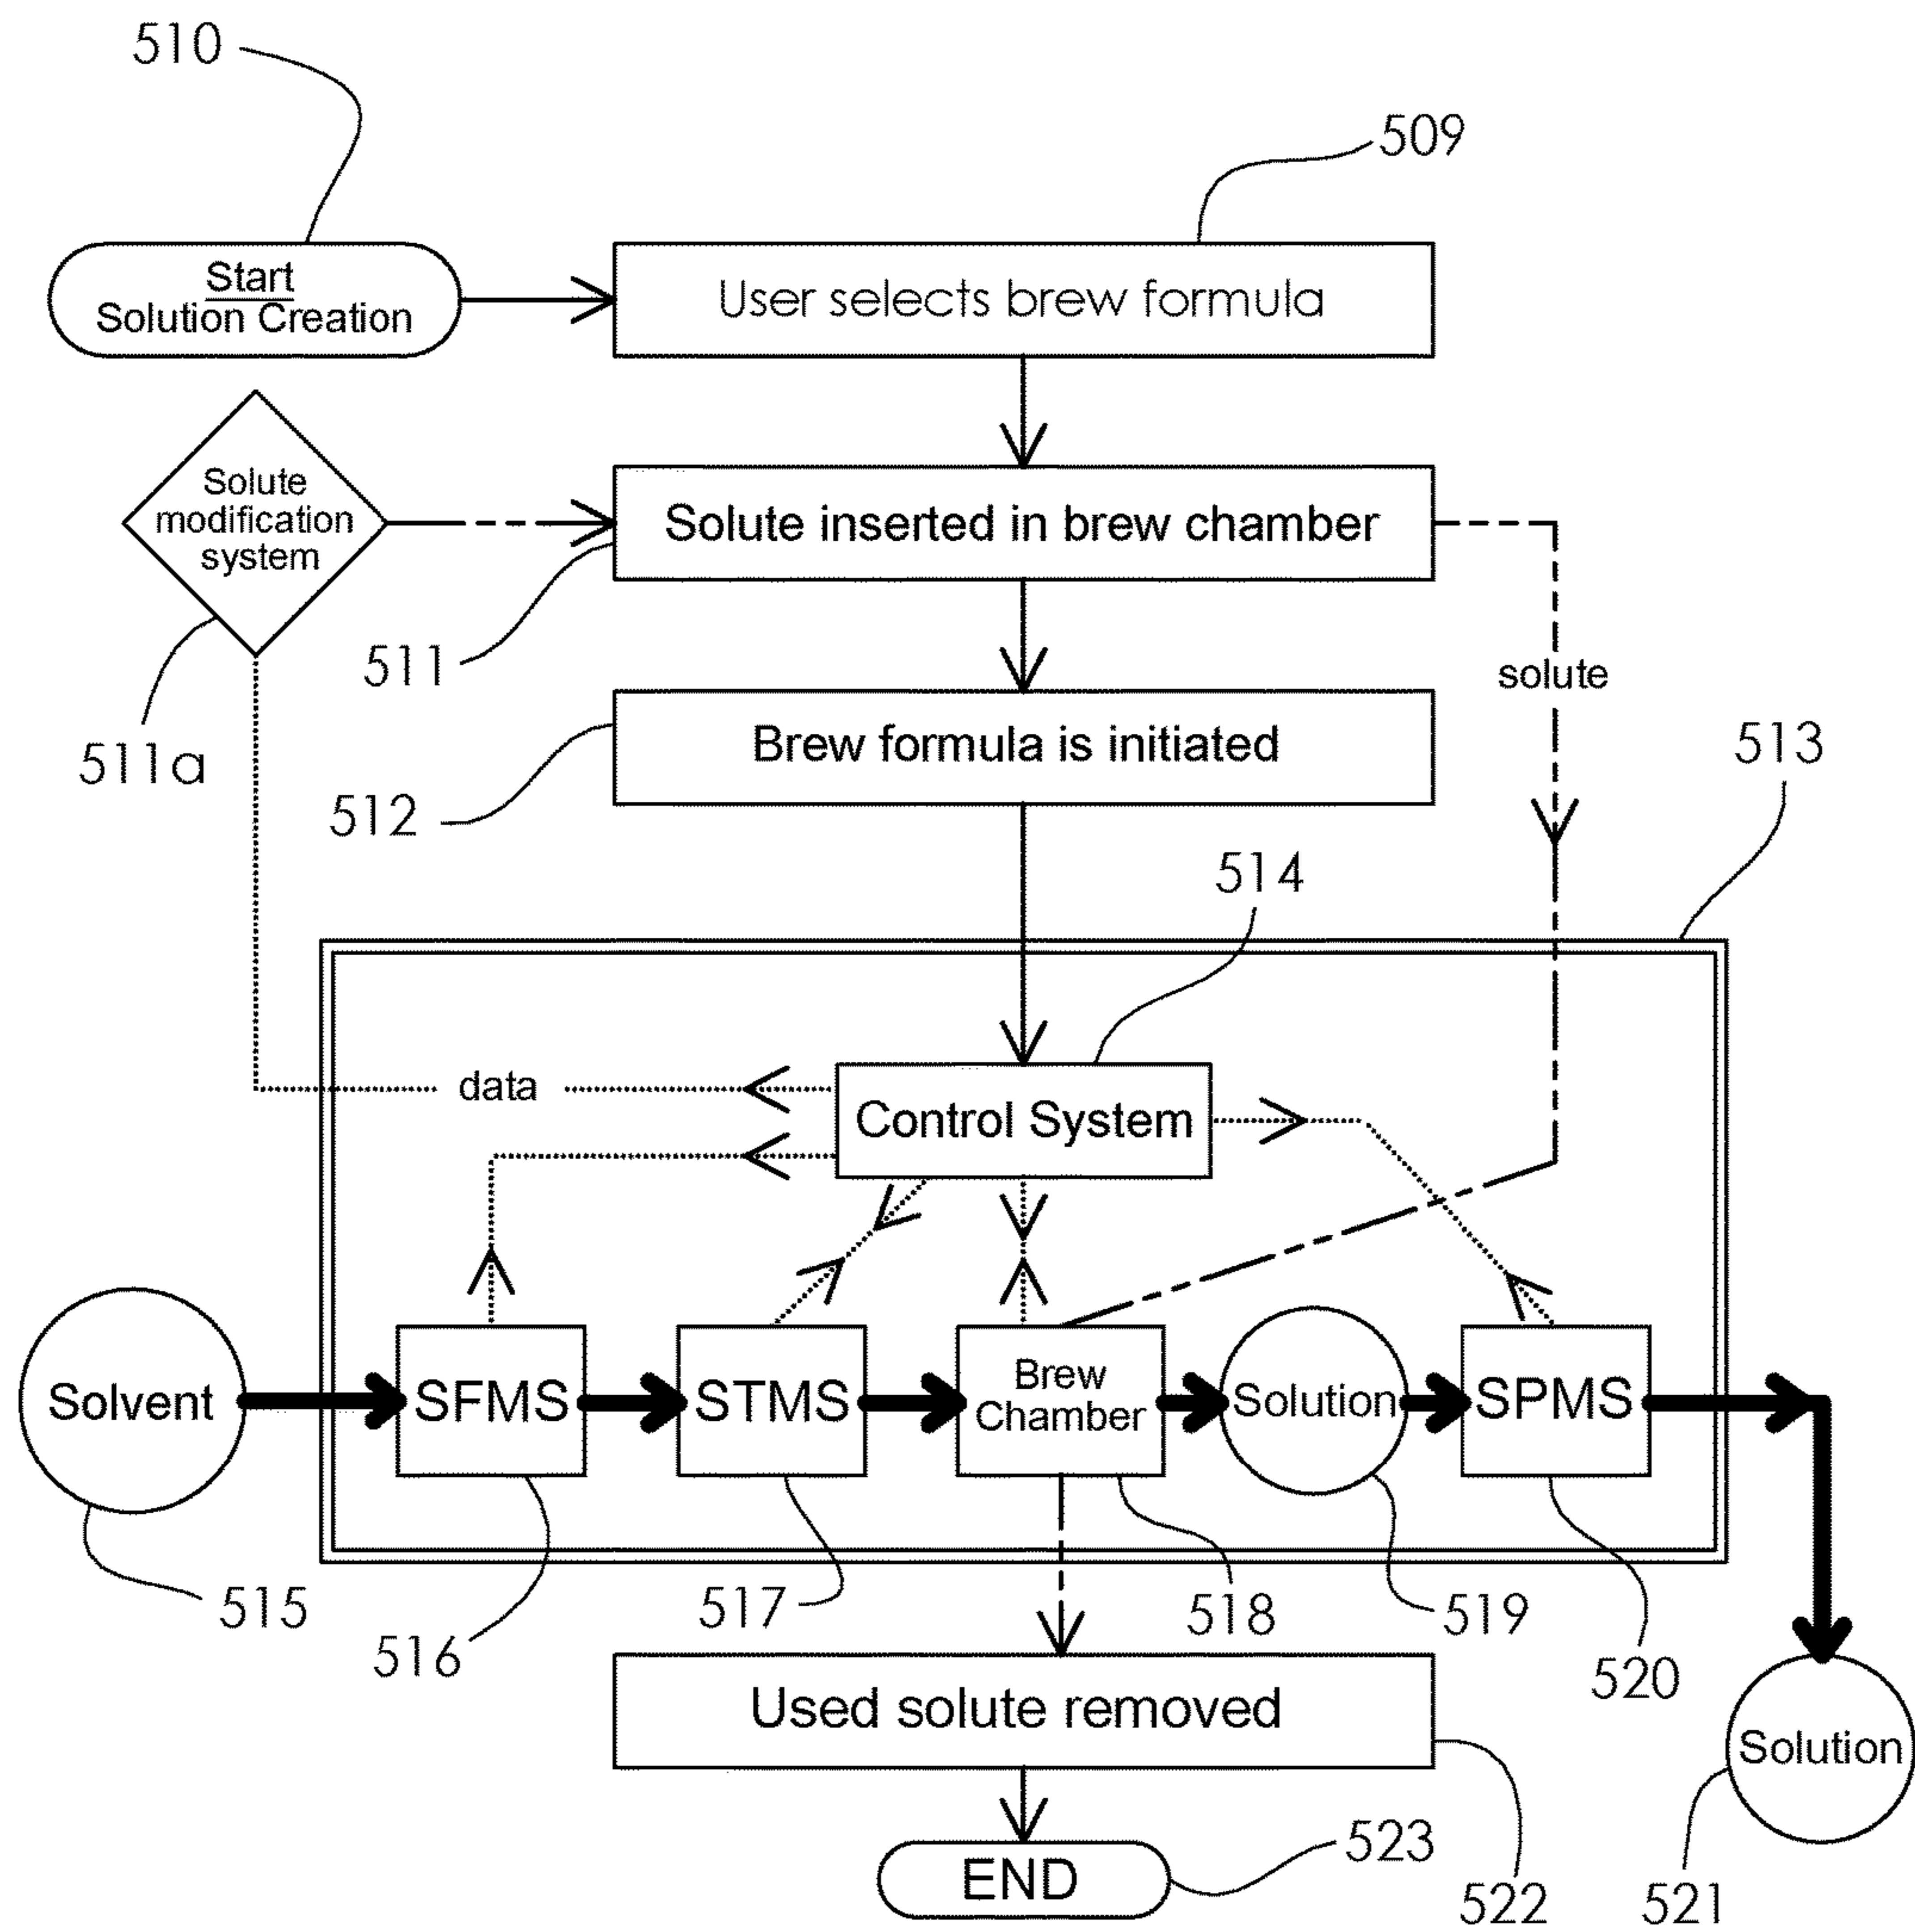 510
509
Start
Solution Creation
User selects brew formula
Solute
modification
system
Solute inserted in brew chamber
511
solute
511a
Brew formula is initiated
512
513
514
data
Control System
Solvent
SFMS
STMS
Brew
Chamber
Solution
SPMS
515
516
517
518
519
520
Used solute removed
Solution
523
END
522
521